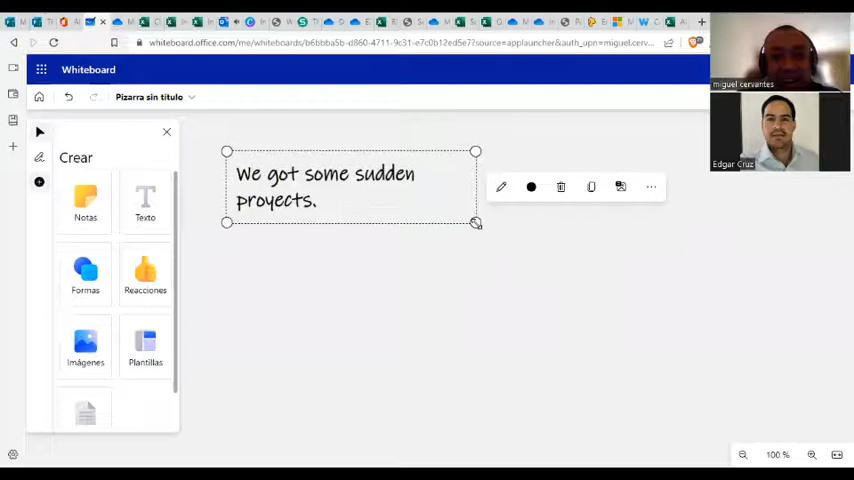 whiteboard.office.com/me/whiteboards/b6bbba5b-d860-4711-9c31-e7c0b12ed5e7?source=applauncher&auth_upn=miguel.cerv...
Whiteboard
Pizarra sin título
Crear
Notas
Texto
Formas
Reacciones
Imágenes
Plantillas
We got some sudden
proyects.
miguel cervantes
Edgar Cruz
100 %